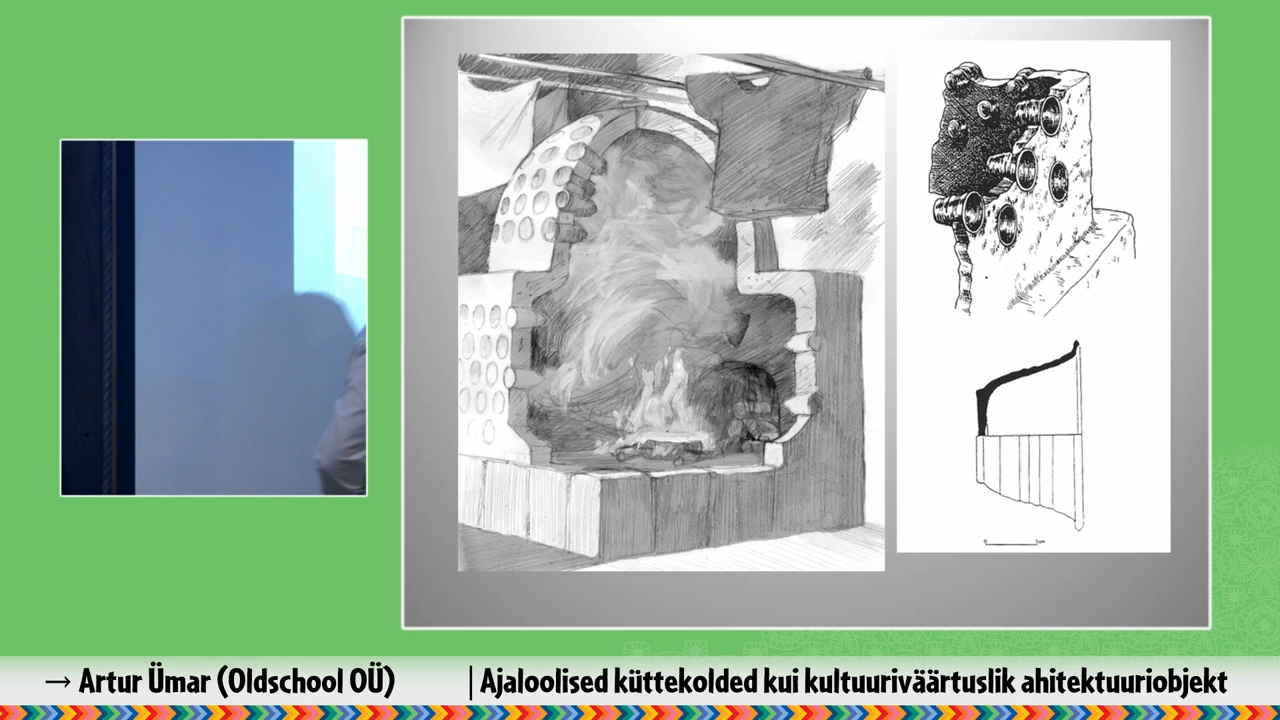 → Artur Ümar (Oldschool OÜ) | Ajaloolised küttekolded kui kultuuriväärtuslik ahitektuuriobjekt